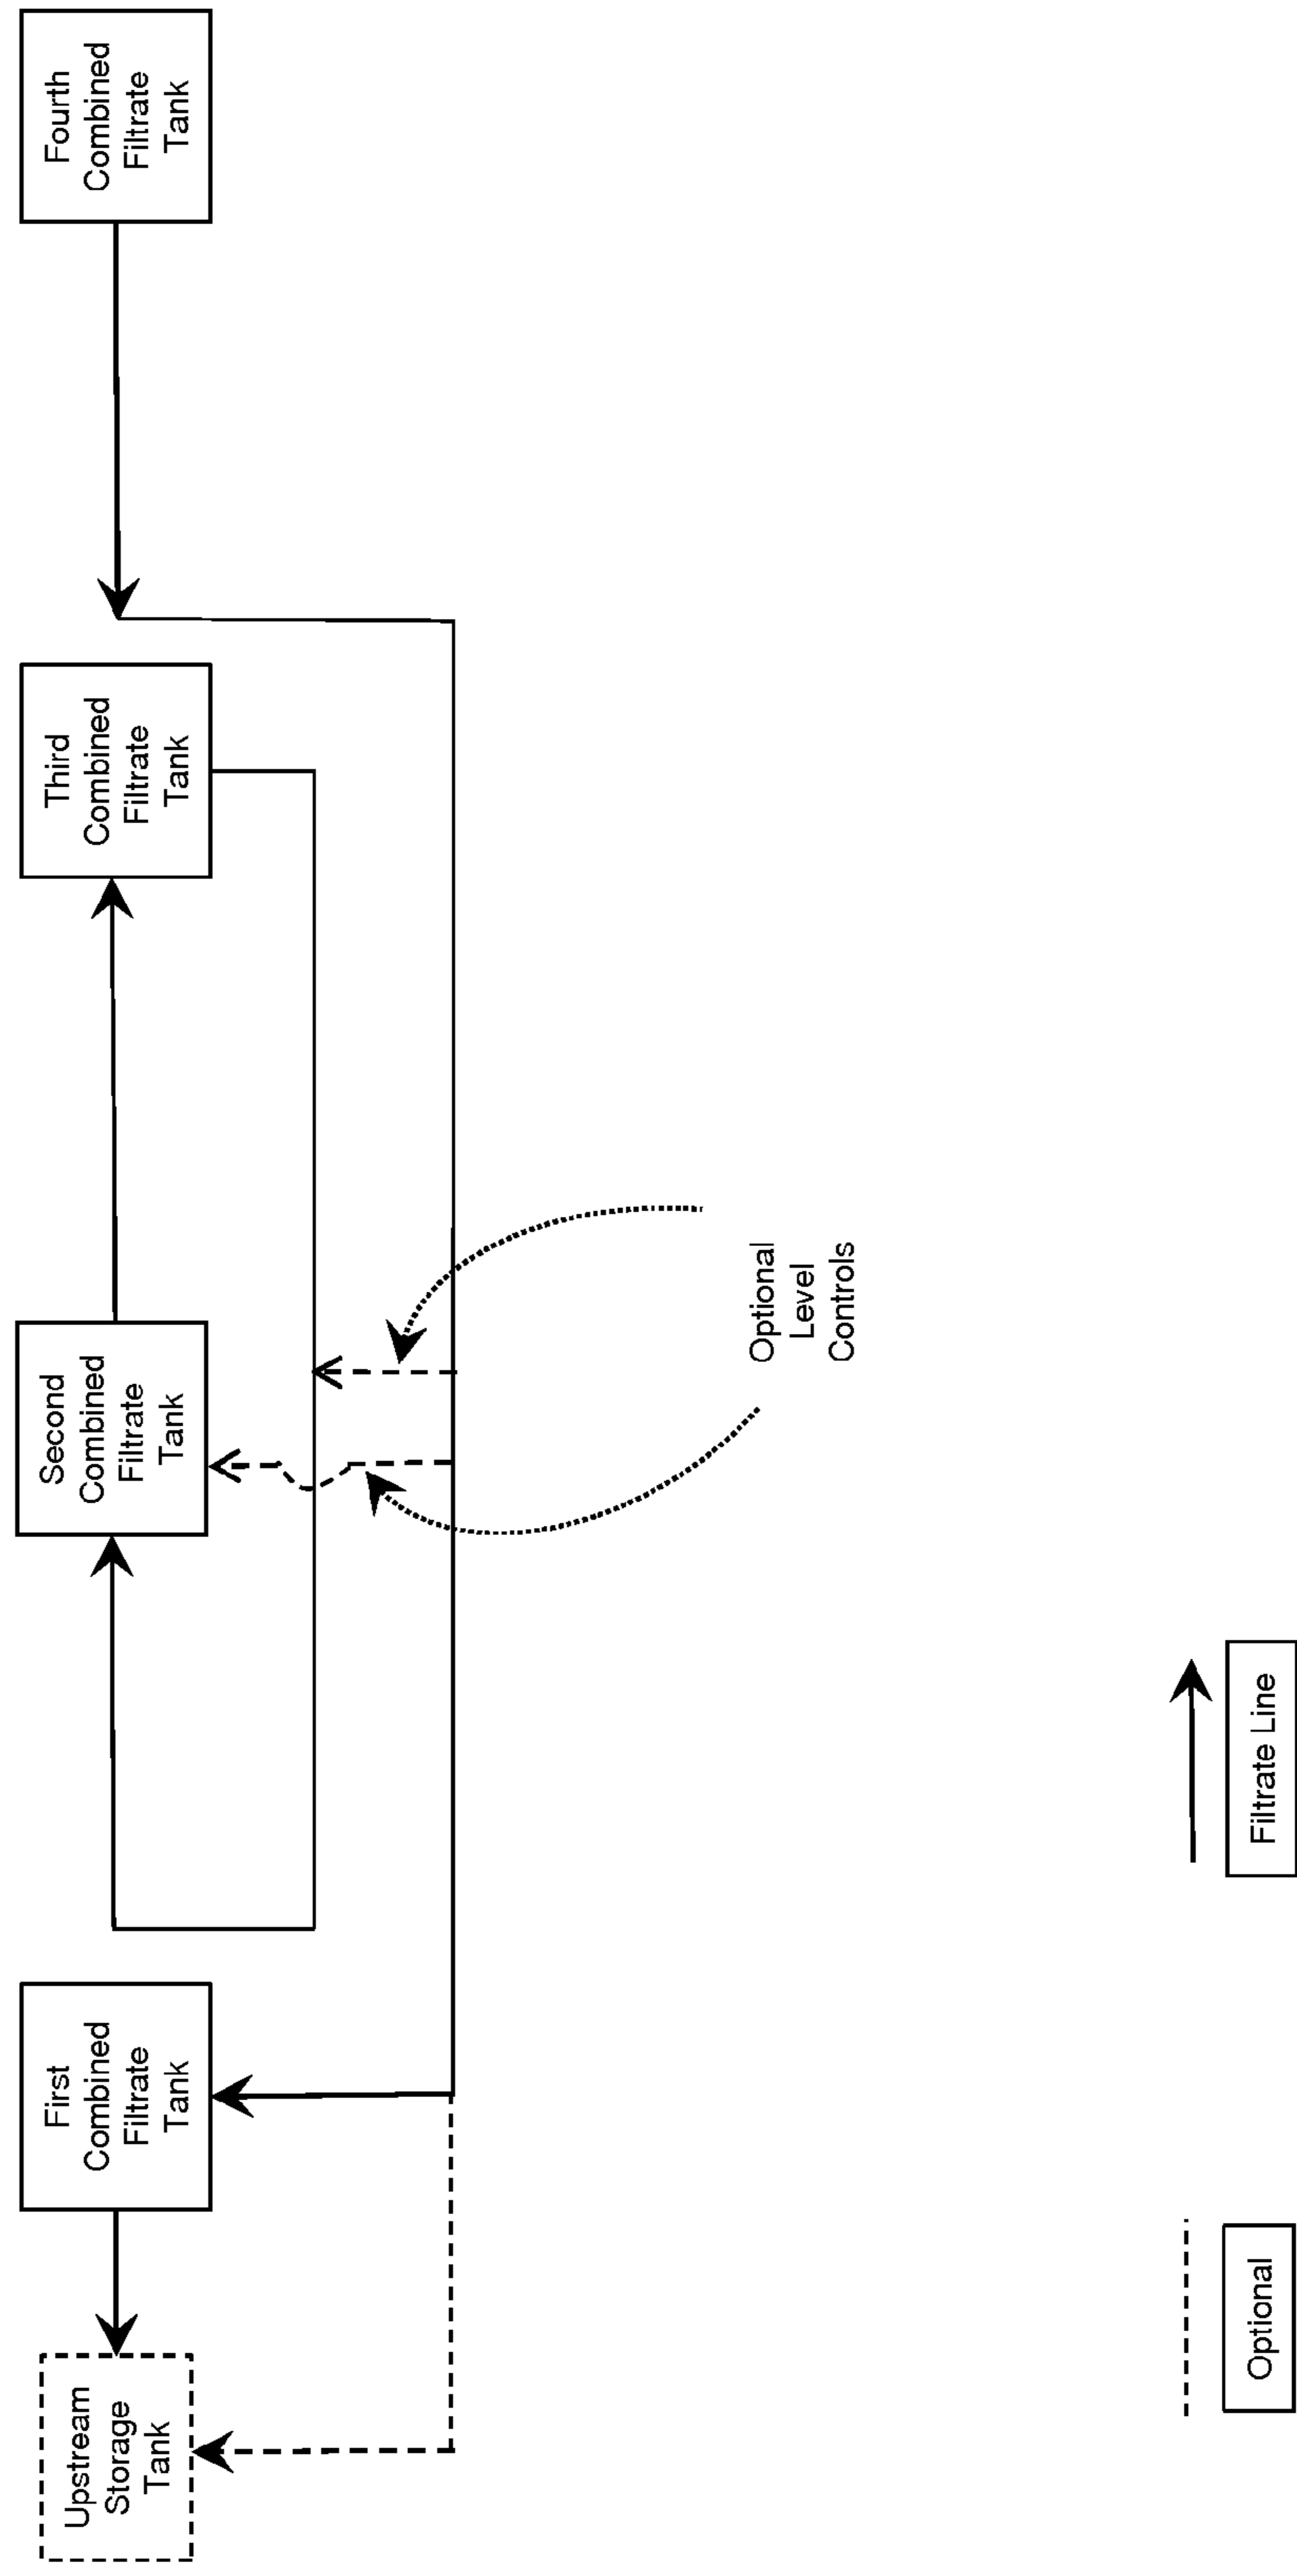 Upstream
Storage
Tank
First
Combined
Filtrate
Tank
Second
Combined
Filtrate
Tank
Third
Combined
Filtrate
Tank
Fourth
Combined
Filtrate
Tank
Optional
Level
Controls
Optional
Filtrate Line